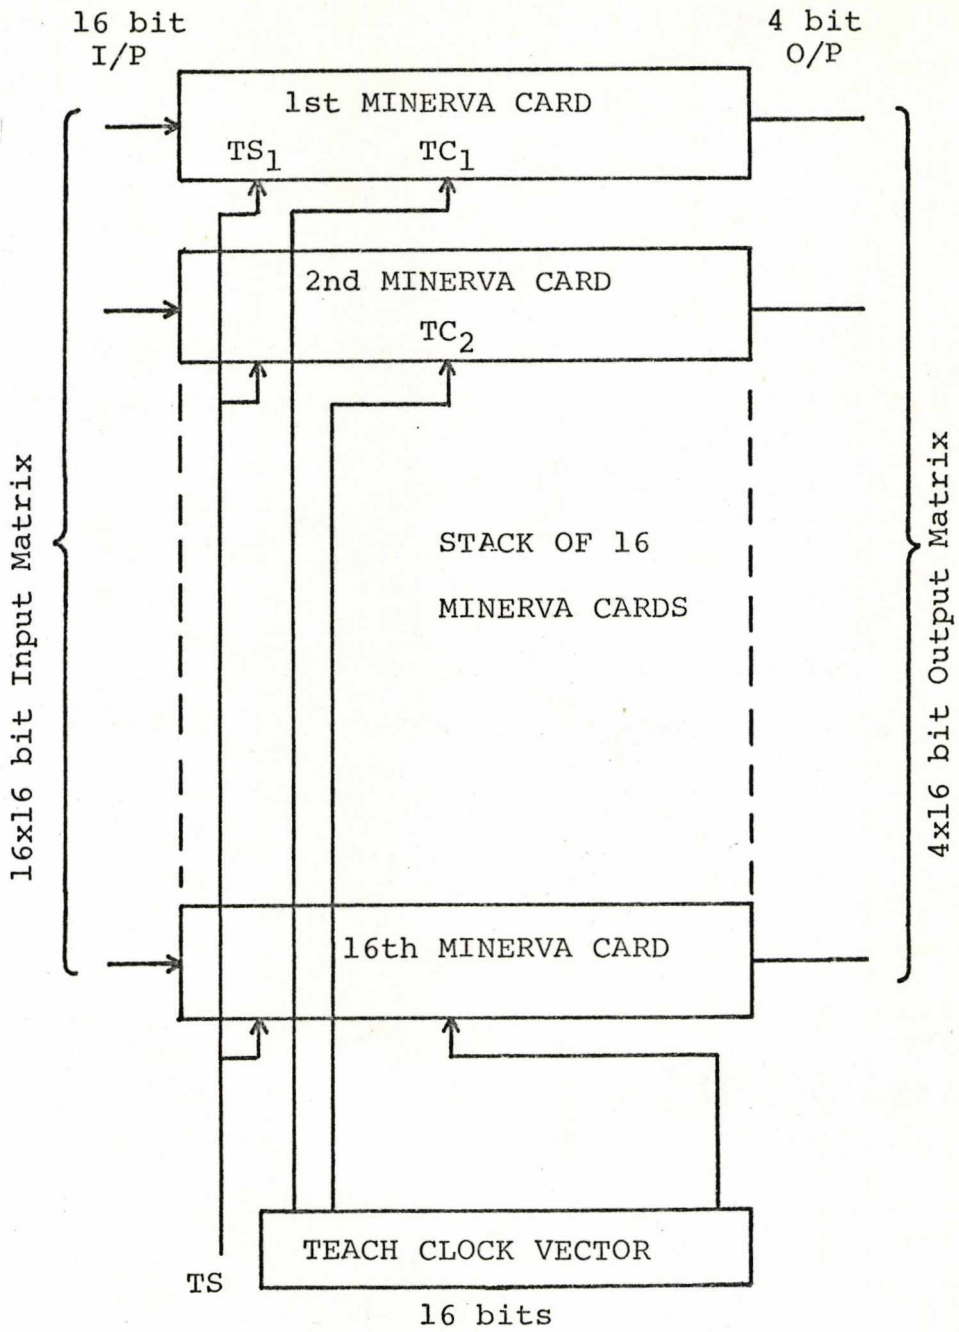 16 bit
I/P
4 bit
O/P
1st MINERVA CARD
TS1
TC1
2nd MINERVA CARD
TC2
16x16 bit Input Matrix
STACK OF 16
MINERVA CARDS
4x16 bit Output Matrix
16th MINERVA CARD
TEACH CLOCK VECTOR
TS
16 bits